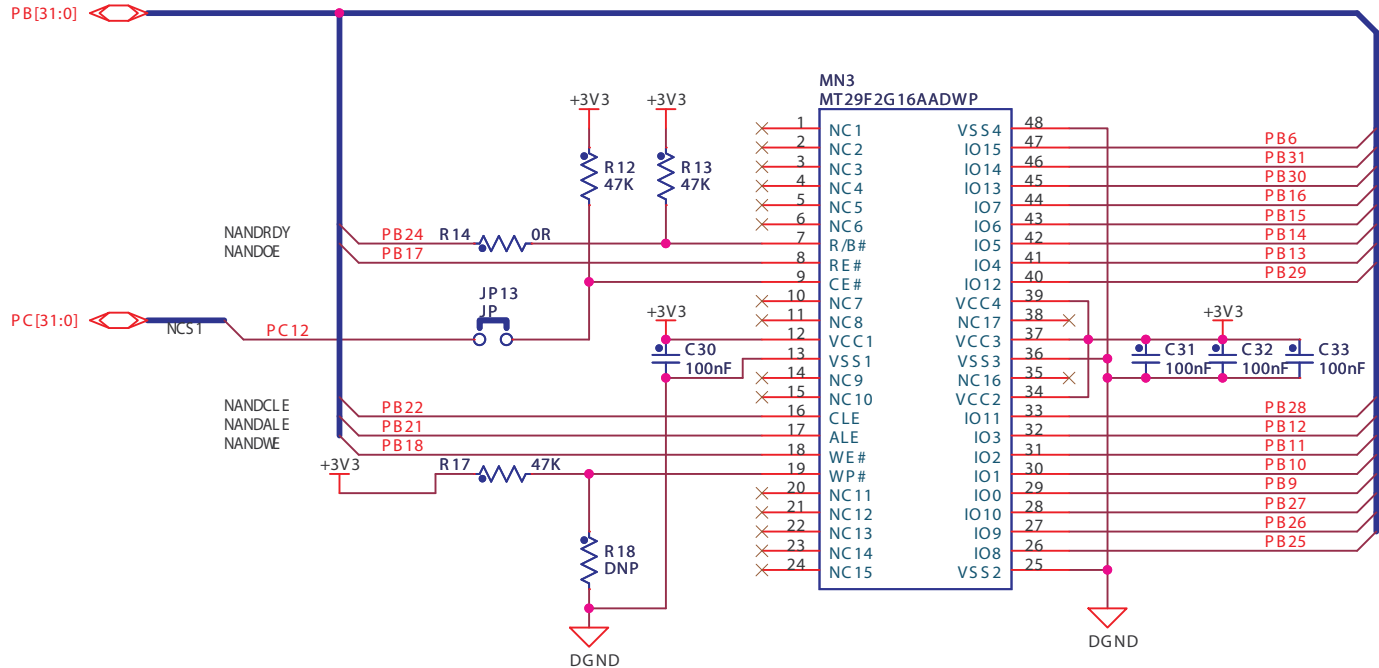 PB[31:0]
MN3
MT29F2G16AADWP
+3V3
+3V3
R12
47K
R13
47K
1 NC1 VSS4 48
2 NC2 IO15 47 PB6
3 NC3 IO14 46 PB31
4 NC4 IO13 45 PB30
5 NC5 IO7 44 PB16
6 NC6 IO6 43 PB15
NANDRDY PB24 R14 0R 7 R/B# IO5 42 PB14
NANDOE PB17 8 RE# IO4 41 PB13
9 CE# IO12 40 PB29
JP13
JP
10 NC7 VCC4 39
PC[31:0] NCS1 PC12 +3V3 11 NC8 NC17 38 +3V3
12 VCC1 VCC3 37
C30
100nF
13 VSS1 VSS3 36
C31
100nF
C32
100nF
C33
100nF
14 NC9 NC16 35
15 NC10 VCC2 34
NANDCLE PB22 16 CLE IO11 33 PB28
NANDALE PB21 17 ALE IO3 32 PB12
NANDWE PB18 18 WE# IO2 31 PB11
+3V3 R17 47K 19 WP# IO1 30 PB10
20 NC11 IO0 29 PB9
21 NC12 IO10 28 PB27
22 NC13 IO9 27 PB26
23 NC14 IO8 26 PB25
24 NC15 VSS2 25
R18
DNP
DGND
DGND